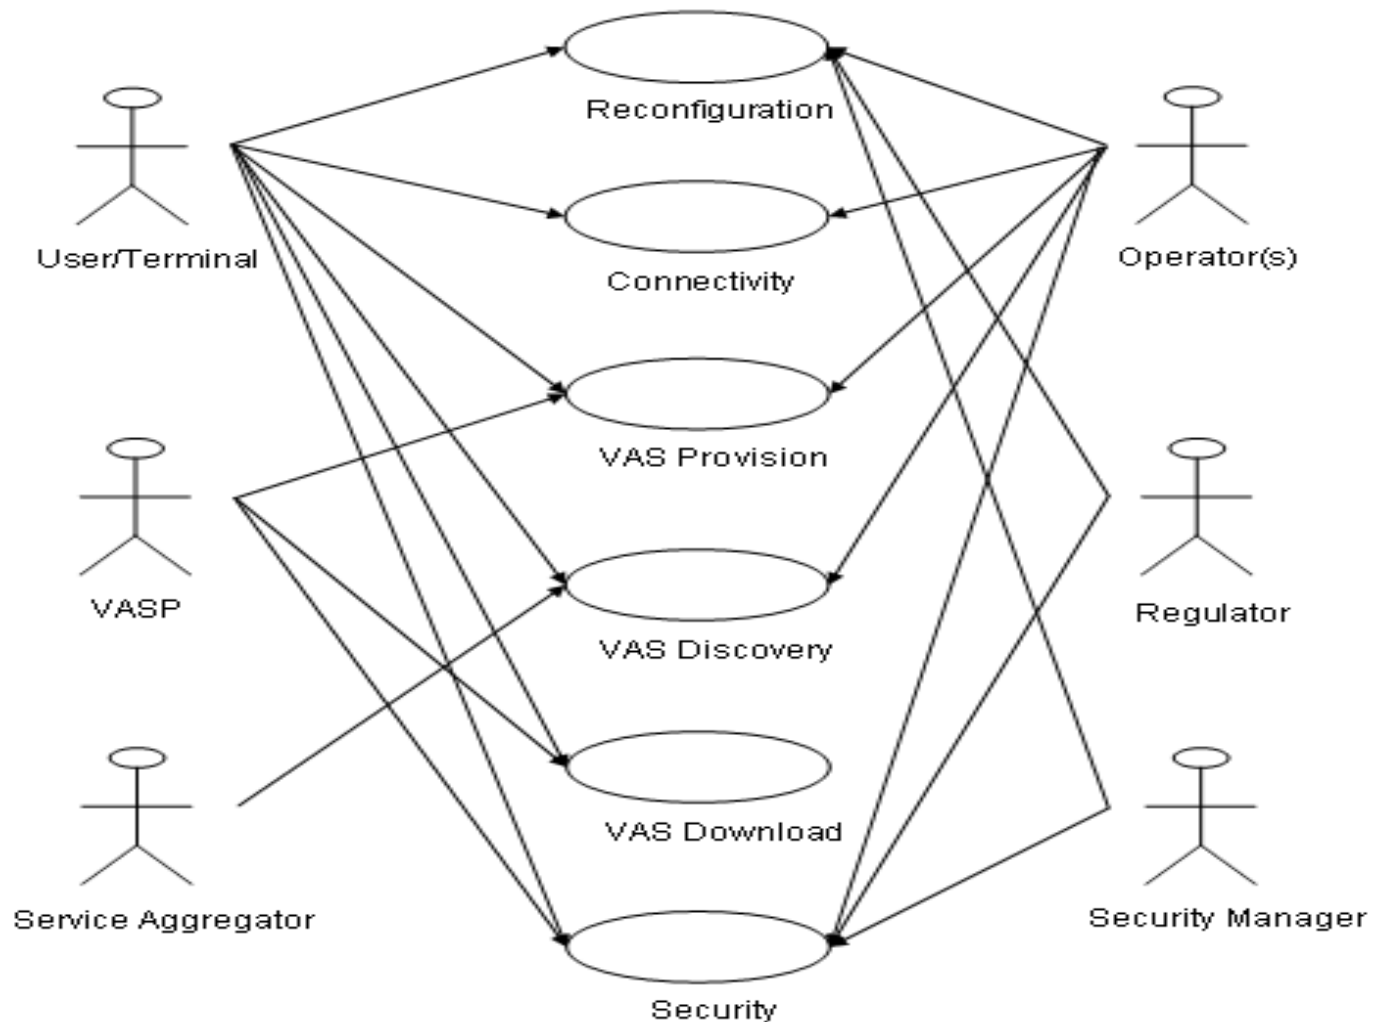 Reconfiguration
User/Terminal
Operator(s)
Connectivity
VAS Provision
VASP
Regulator
VAS Discovery
VAS Download
Service Aggregator
Security Manager
Security